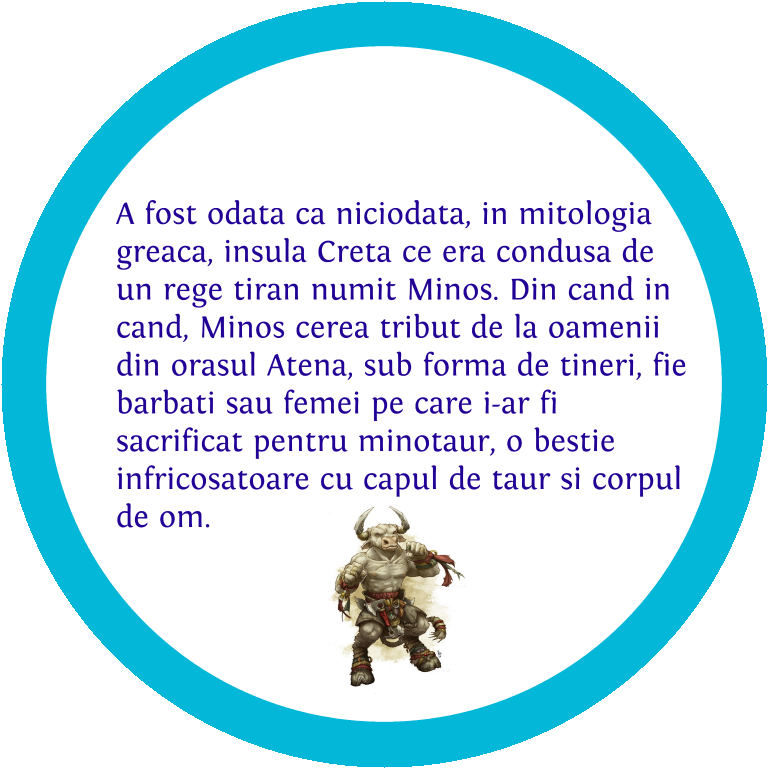 A fost odata ca niciodata, in mitologia
greaca, insula Creta ce era condusa de
un rege tiran numit Minos. Din cand in
cand, Minos cerea tribut de la oamenii
din orasul Atena, sub forma de tineri, fie
barbati sau femei pe care i-ar fi
sacrificat pentru minotaur, o bestie
infricosatoare cu capul de taur si corpul
de om.